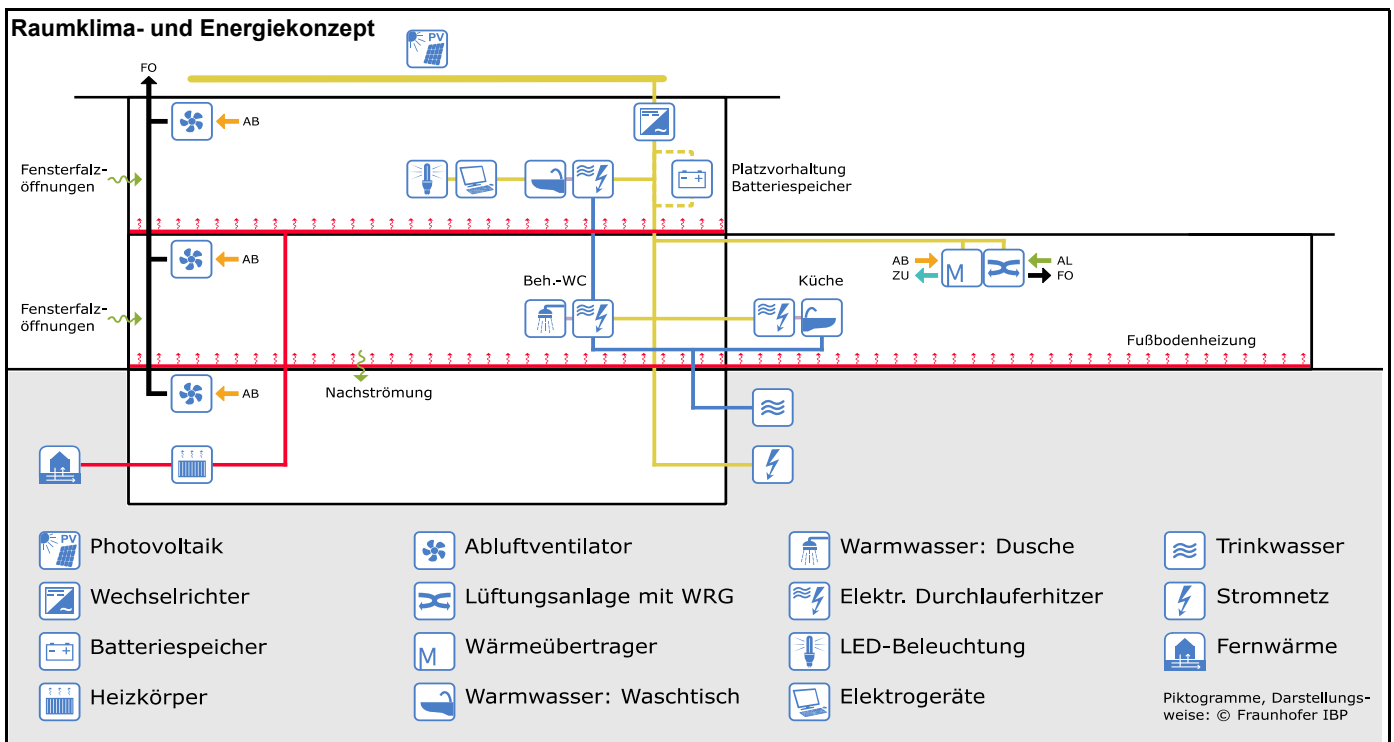 Raumklima- und Energiekonzept
PV
FO
AB
Fensterfalz-
öffnungen
Platzvorhaltung
Batteriespeicher
AB
AB
ZU
M
AL
FO
Beh.-WC
Küche
Fensterfalz-
öffnungen
Fußbodenheizung
Nachströmung
AB
PV
Photovoltaik
Abluftventilator
Warmwasser: Dusche
Trinkwasser
Wechselrichter
Lüftungsanlage mit WRG
Elektr. Durchlauferhitzer
Stromnetz
Batteriespeicher
M
Wärmeübertrager
LED-Beleuchtung
Fernwärme
Heizkörper
Warmwasser: Waschtisch
Elektrogeräte
Piktogramme, Darstellungs-
weise: © Fraunhofer IBP